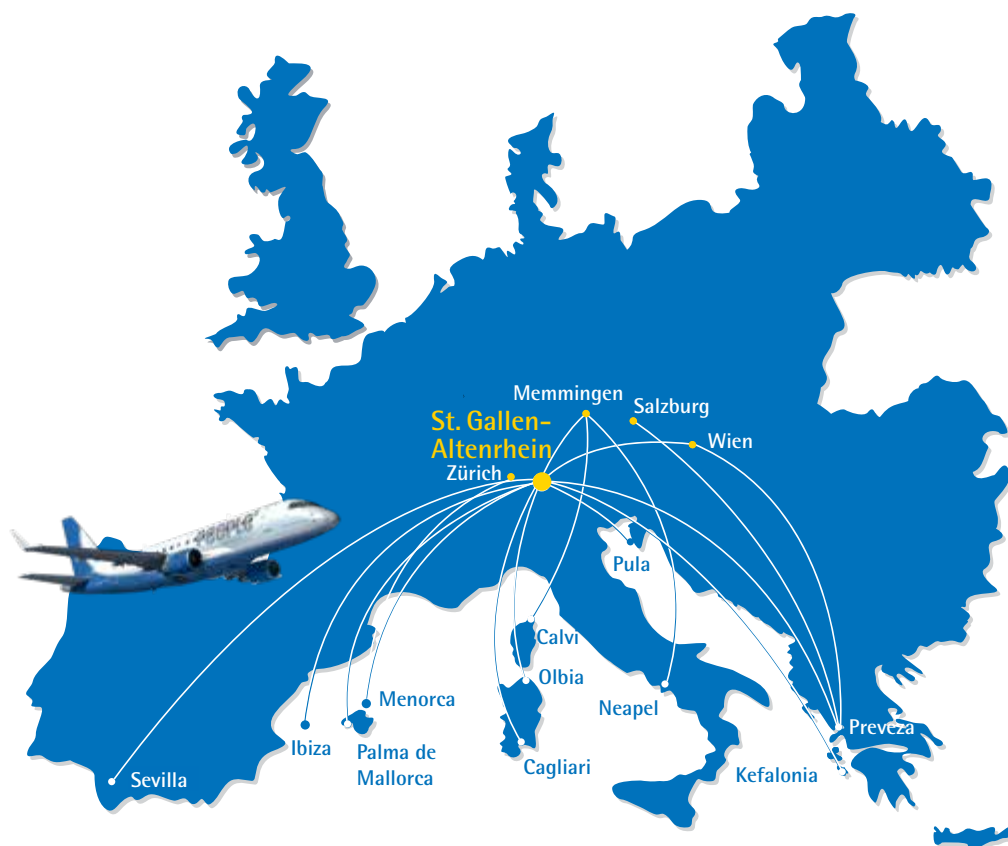 Memmingen
Salzburg
St. Gallen-
Altenrhein
Wien
Zürich
Pula
Calvi
Olbia
Menorca
Neapel
Preveza
Ibiza
Palma de
Mallorca
Cagliari
Kefalonia
Sevilla